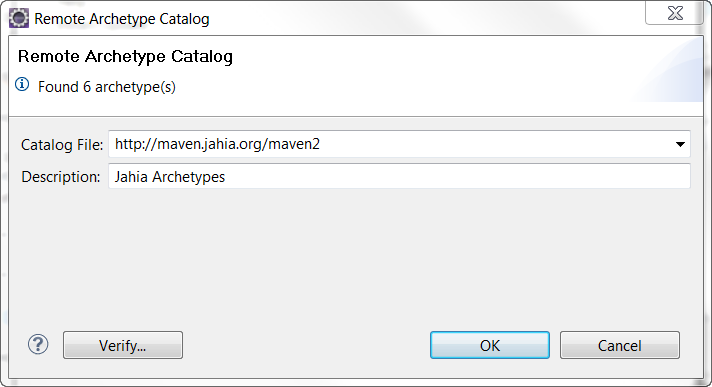 Remote Archetype Catalog
Remote Archetype Catalog
Found 6 archetype(s)
Catalog File: http://maven.jahia.org/maven2
Description: Jahia Archetypes
Verify... OK Cancel